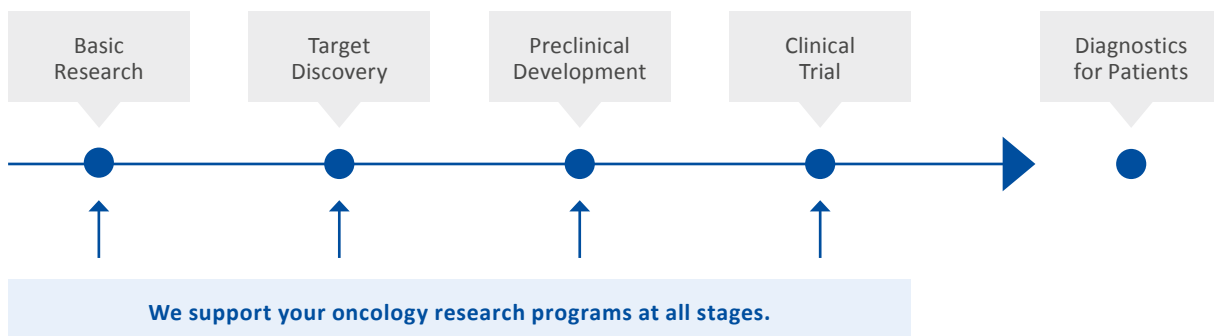 Basic
Research
Target
Discovery
Preclinical
Development
Clinical
Trial
Diagnostics
for Patients
We support your oncology research programs at all stages.